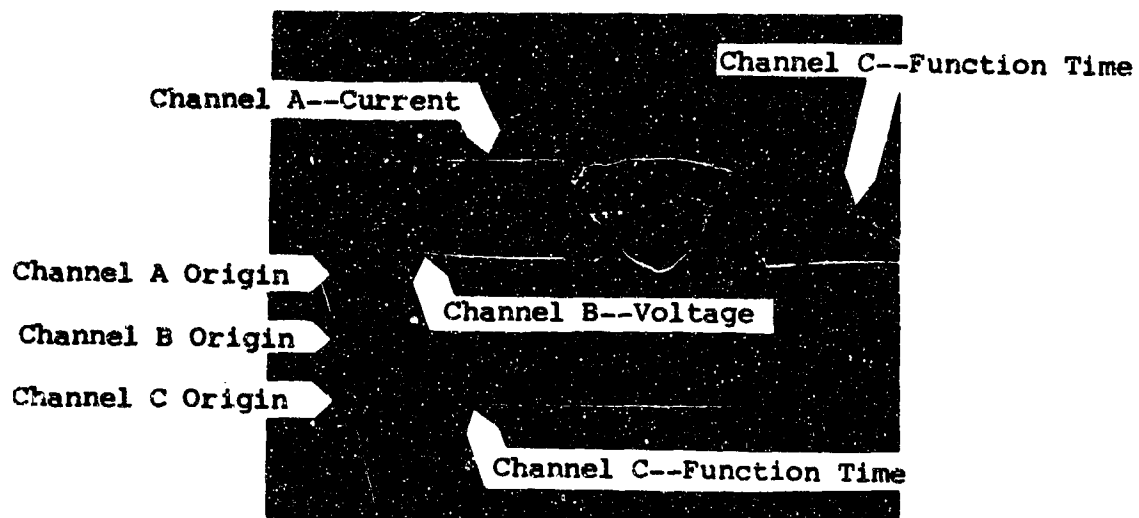 Channel C--Function Time
Channel A--Current
Channel A Origin
Channel B--Voltage
Channel B Origin
Channel C Origin
Channel C--Function Time